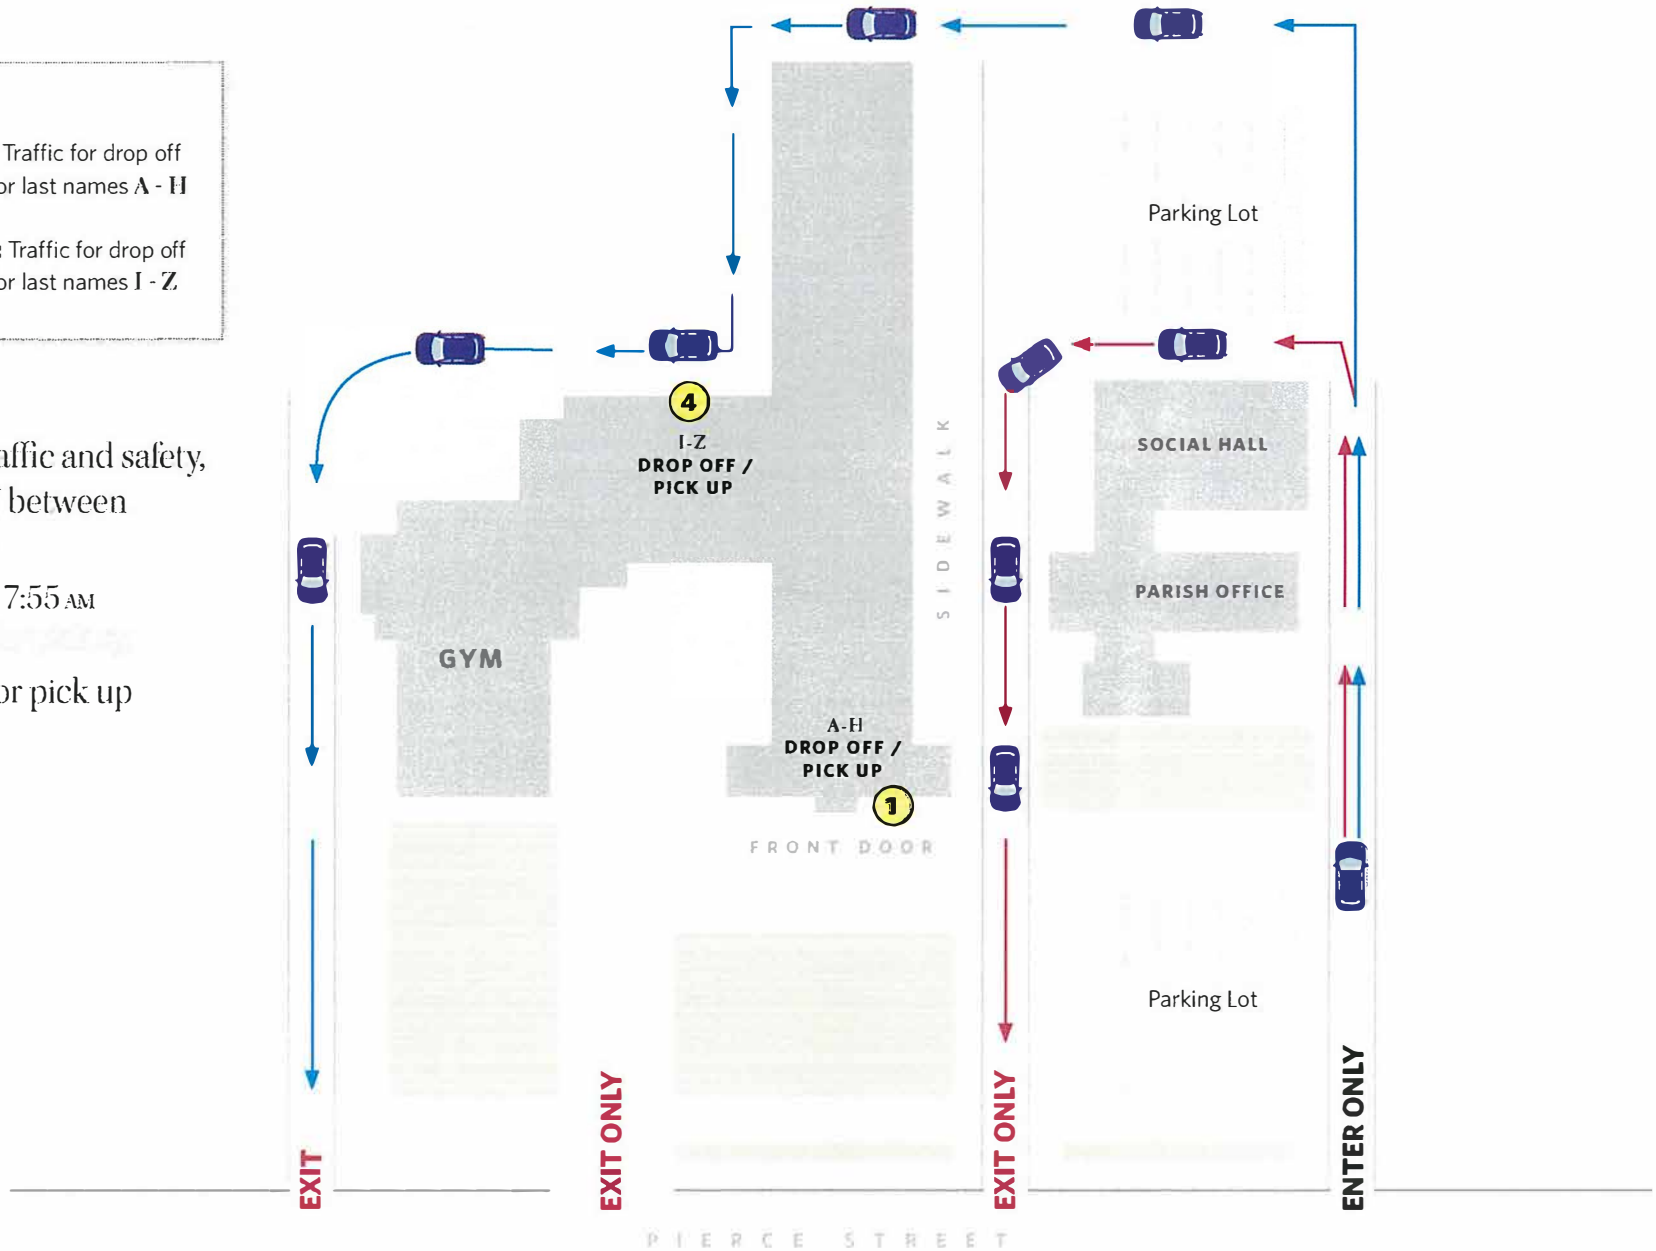 Traffic for drop off
or last names A - H
Traffic for drop off
or last names I - Z
affic and safety,
between
7:55 AM
or pick up
Parking Lot
SOCIAL HALL
4
I-Z
DROP OFF /
PICK UP
SIDEWALK
PARISH OFFICE
GYM
A-H
DROP OFF /
PICK UP
1
FRONT DOOR
Parking Lot
EXIT
EXIT ONLY
EXIT ONLY
ENTER ONLY
PIERCE STREET